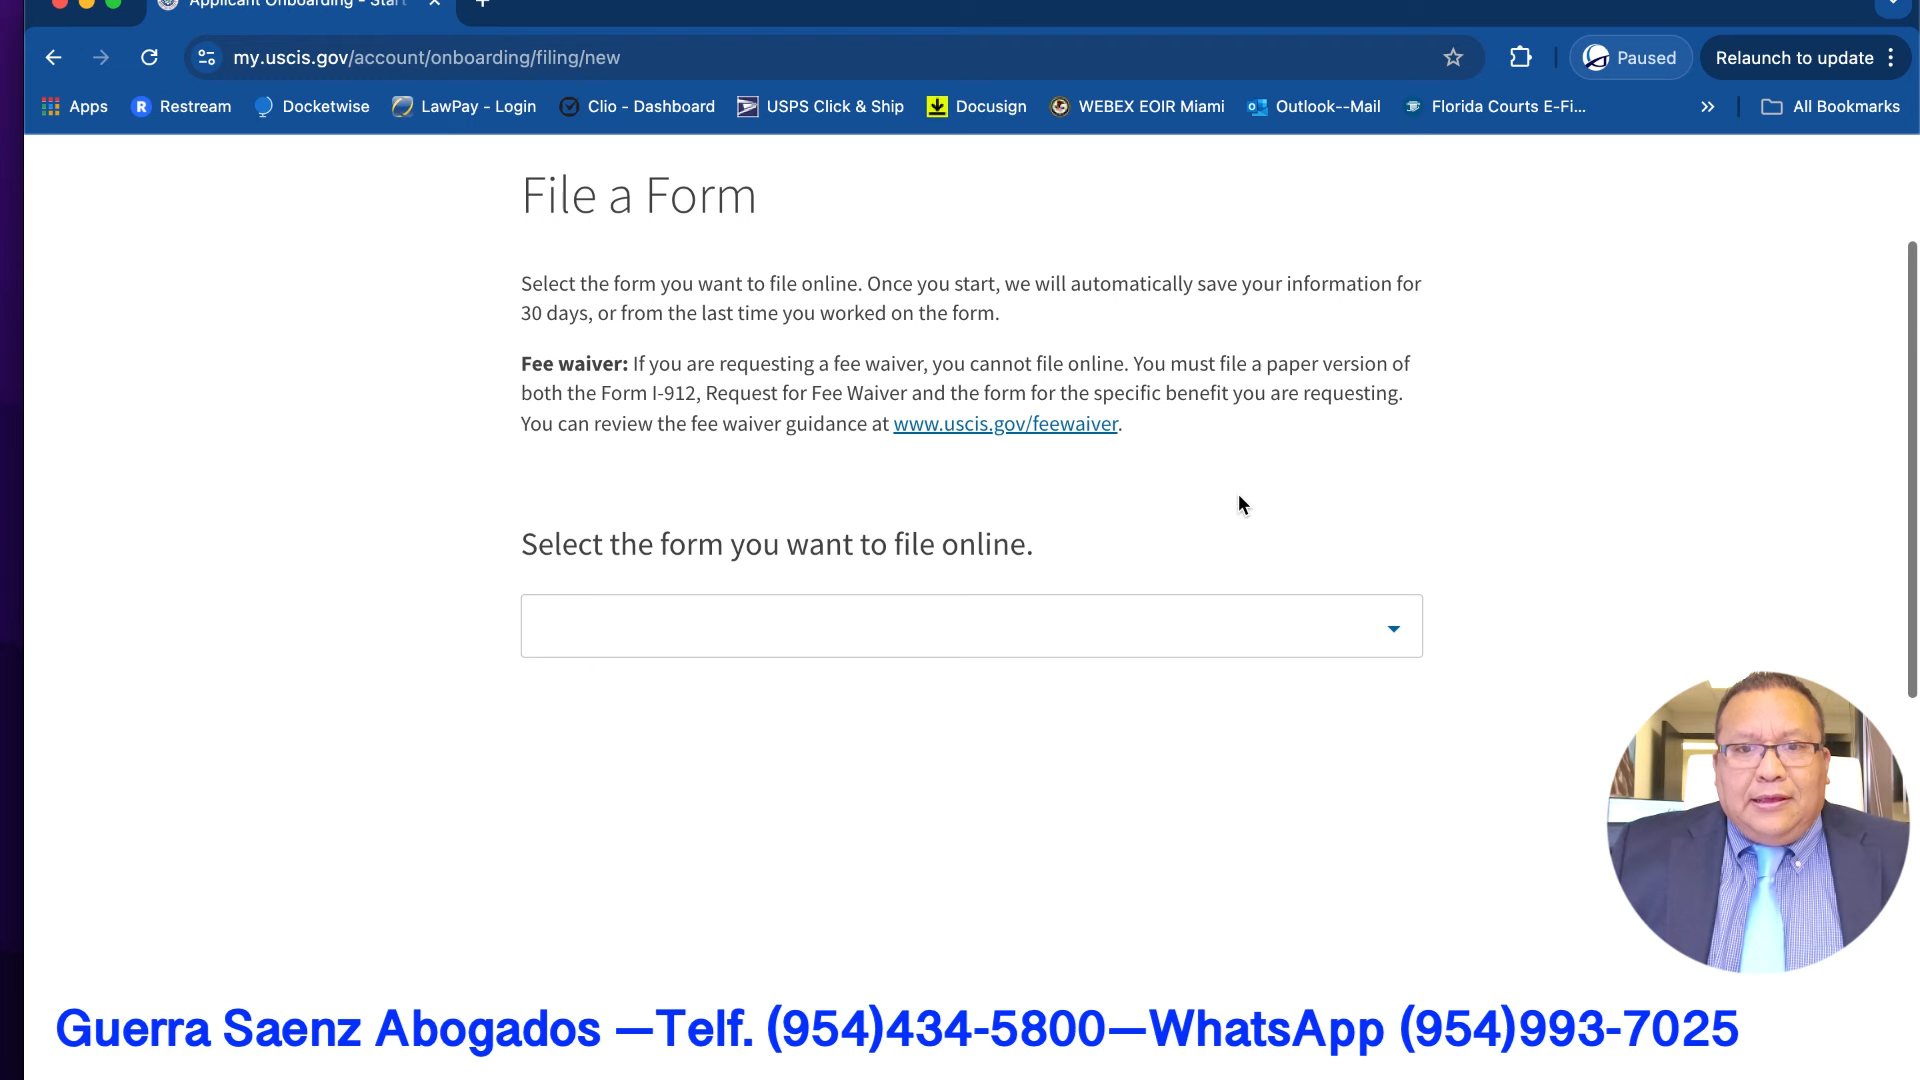 Applicant Onboarding - Start
my.uscis.gov/account/onboarding/filing/new
Paused
Relaunch to update
Apps
Restream
Docketwise
LawPay - Login
Clio - Dashboard
USPS Click & Ship
Docusign
WEBEX EOIR Miami
Outlook--Mail
Florida Courts E-Fi...
All Bookmarks
File a Form
Select the form you want to file online. Once you start, we will automatically save your information for
30 days, or from the last time you worked on the form.
Fee waiver: If you are requesting a fee waiver, you cannot file online. You must file a paper version of
both the Form I-912, Request for Fee Waiver and the form for the specific benefit you are requesting.
You can review the fee waiver guidance at www.uscis.gov/feewaiver.
Select the form you want to file online.
Guerra Saenz Abogados —Telf. (954)434-5800—WhatsApp (954)993-7025